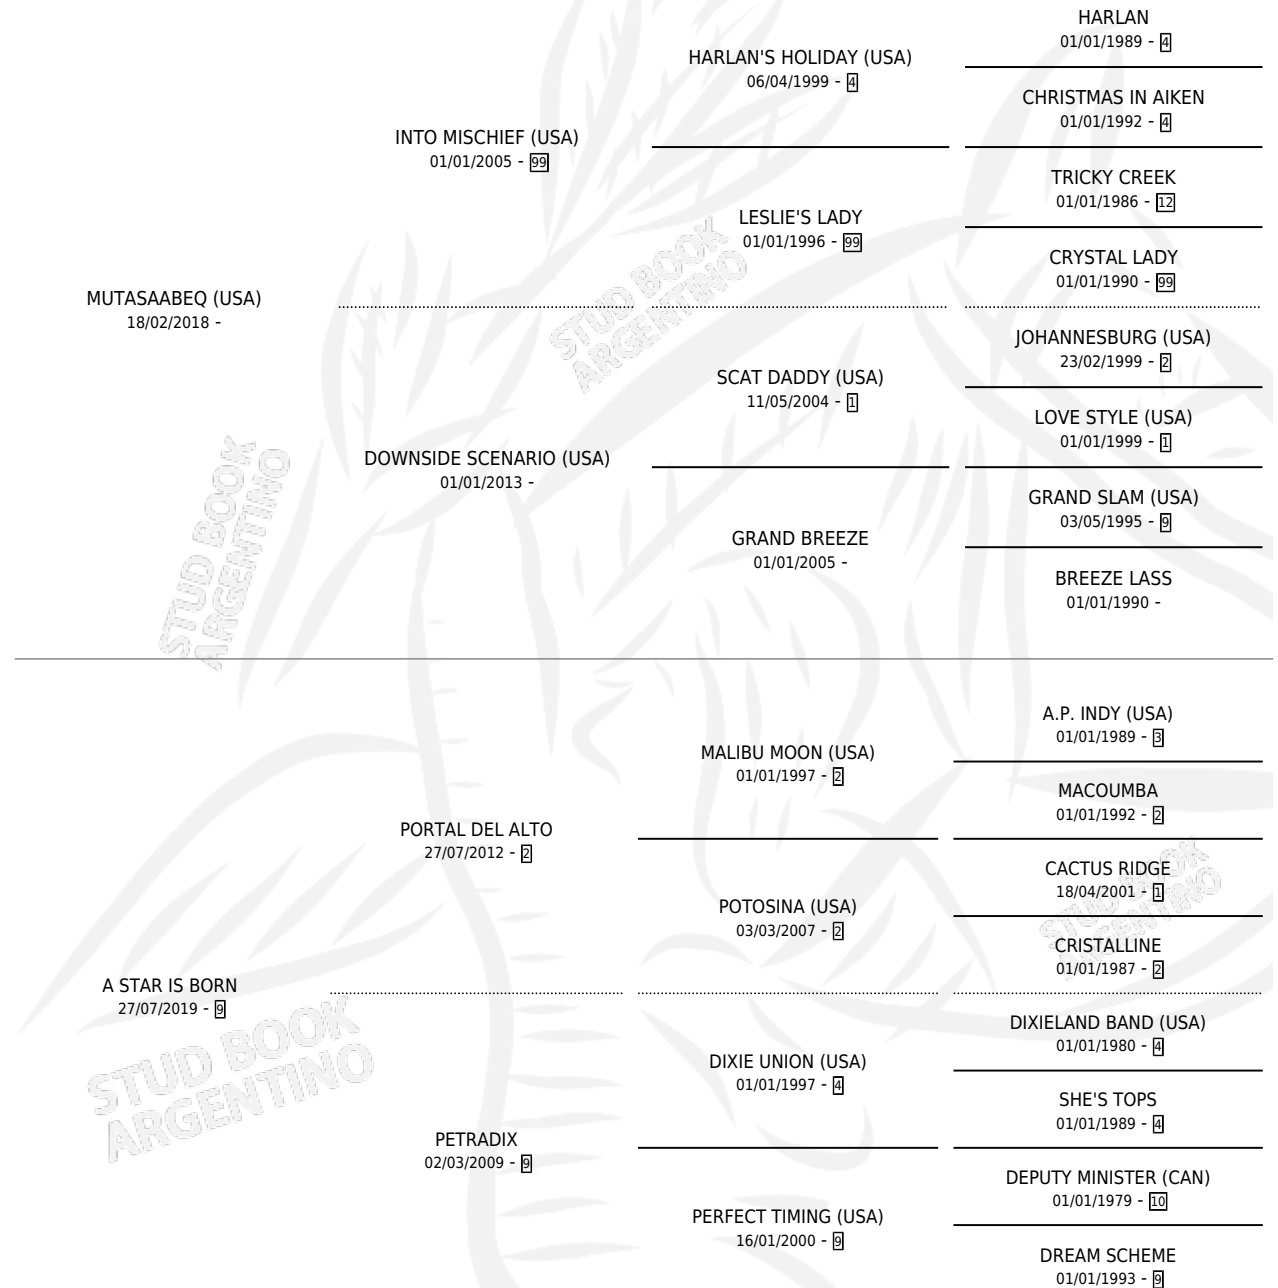 HARLAN
01/01/1989 - 4
HARLAN'S HOLIDAY (USA)
06/04/1999 - 4
CHRISTMAS IN AIKEN
01/01/1992 - 4
INTO MISCHIEF (USA)
01/01/2005 - 99
TRICKY CREEK
01/01/1986 - 12
LESLIE'S LADY
01/01/1996 - 99
CRYSTAL LADY
01/01/1990 - 99
MUTASAABEQ (USA)
18/02/2018 -
JOHANNESBURG (USA)
23/02/1999 - 2
SCAT DADDY (USA)
11/05/2004 - 1
LOVE STYLE (USA)
01/01/1999 - 1
DOWNSIDE SCENARIO (USA)
01/01/2013 -
GRAND SLAM (USA)
03/05/1995 - 9
GRAND BREEZE
01/01/2005 -
BREEZE LASS
01/01/1990 -
A.P. INDY (USA)
01/01/1989 - 3
MALIBU MOON (USA)
01/01/1997 - 2
MACOUMBA
01/01/1992 - 2
PORTAL DEL ALTO
27/07/2012 - 2
CACTUS RIDGE
18/04/2001 - 1
POTOSINA (USA)
03/03/2007 - 2
CRISTALLINE
01/01/1987 - 2
A STAR IS BORN
27/07/2019 - 9
DIXIELAND BAND (USA)
01/01/1980 - 4
DIXIE UNION (USA)
01/01/1997 - 4
SHE'S TOPS
01/01/1989 - 4
PETRADIX
02/03/2009 - 9
DEPUTY MINISTER (CAN)
01/01/1979 - 10
PERFECT TIMING (USA)
16/01/2000 - 9
DREAM SCHEME
01/01/1993 - 9
STUD BOOK
ARGENTINO
STUD BOOK
ARGENTINO
STUD BOOK
ARGENTINO
STUD BOOK
ARGENTINO